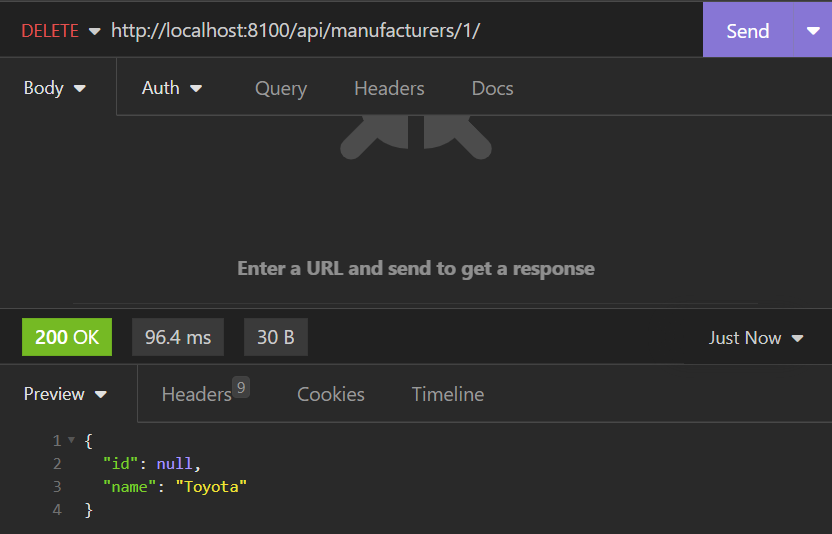 DELETE http://localhost:8100/api/manufacturers/1/ Send
Body Auth Query Headers Docs
Enter a URL and send to get a response
200 OK 96.4 ms 30 B Just Now
Preview Headers 9 Cookies Timeline
1 {
2 "id": null,
3 "name": "Toyota"
4 }